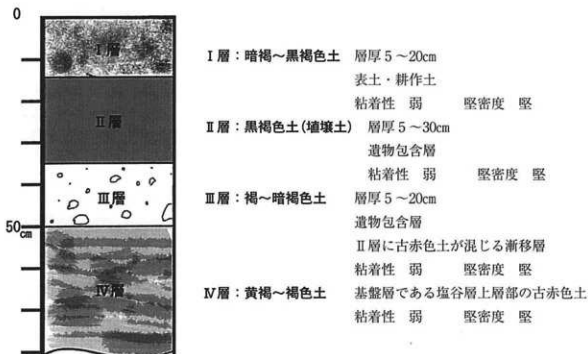 0
Ⅰ層
Ⅱ層
Ⅲ層
50cm
Ⅳ層
Ⅰ層：暗褐～黒褐色土　層厚５～20cm
表土・耕作土
粘着性　弱　　　堅密度　堅
Ⅱ層：黒褐色土(埴壌土)　層厚５～30cm
遺物包含層
粘着性　弱　　　堅密度　堅
Ⅲ層：褐～暗褐色土　層厚５～20cm
遺物包含層
Ⅱ層に古赤色土が混じる漸移層
粘着性　弱　　　堅密度　堅
Ⅳ層：黄褐～褐色土　基盤層である塩谷層上層部の古赤色土
粘着性　弱　　　堅密度　堅